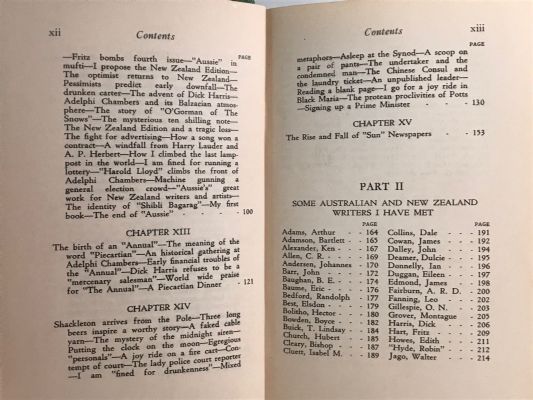 xii
Contents
PAGE
—Fritz bombs fourth issue—"Aussie" in
mufti—I propose the New Zealand Edition—
The optimist returns to New Zealand—
Pessimists predict early downfall—The
drunken carter—The advent of Dick Harris—
Adelphi Chambers and its Balzacian atmos-
phere—The story of "O'Gorman of The
Snows"—The mysterious ten shilling note—
The New Zealand Edition and a tragic loss—
The fight for advertising—How a song won a
contract—A windfall from Harry Lauder and
A. P. Herbert—How I climbed the last lamp-
post in the world—I am fined for running a
lottery—"Harold Lloyd" climbs the front of
Adelphi Chambers—Machine gunning a
general election crowd—"Aussie's" great
work for New Zealand writers and artists—
The identity of "Shibli Bagarag"—My first
book—The end of "Aussie" - - - - - - 100
CHAPTER XIII
The birth of an "Annual"—The meaning of the
word "Piecartian"—An historical gathering at
Adelphi Chambers—Early financial troubles of
the "Annual"—Dick Harris refuses to be a
"mercenary salesman"—World wide praise
for "The Annual"—A Piecartian Dinner - - 121
CHAPTER XIV
Shackleton arrives from the Pole—Three long
beers inspire a worthy story—A faked cable
yarn—The mystery of the midnight siren—
Putting the clock on the moon—Egregious
"personals"—A joy ride on a fire cart—Con-
tempt of court—The lady police court reporter
—I am "fined for drunkenness"—Mixed
Contents
xiii
PAGE
metaphors—Asleep at the Synod—A scoop on
a pair of pants—The undertaker and the
condemned man—The Chinese Consul and
the laundry ticket—An unpublished leader—
Reading a blank page—I go for a joy ride in
Black Maria—The protean proclivities of Potts
—Signing up a Prime Minister - - - 130
CHAPTER XV
The Rise and Fall of "Sun" Newspapers - - - 153
PART II
SOME AUSTRALIAN AND NEW ZEALAND
WRITERS I HAVE MET
PAGE
Adams, Arthur - - 164
Adamson, Bartlett - 165
Alexander, Ken - - 167
Allen, C. R. - - - 169
Andersen, Johannes - 170
Barr, John - - - 172
Baughan, B. E. - - 174
Baume, Eric - - - 176
Bedford, Randolph - 177
Best, Elsdon - - - 179
Bolitho, Hector - - 180
Bowden, Boyce - - 182
Buick, T. Lindsay - 184
Church, Hubert - - 185
Cleary, Bishop - - 187
Cluett, Isabel M. - - 189
PAGE
Collins, Dale - - - 191
Cowan, James - - - 192
Dalley, John - - - 194
Deamer, Dulcie - - 195
Donnelly, Ian - - - 196
Duggan, Eileen - - 197
Edmond, James - - 198
Fairburn, A. R. D. - 200
Fanning, Leo - - - 201
Gillespie, O. N. - - 203
Grover, Montague - 205
Harris, Dick - - - 206
Hart, Fritz - - - 209
Howes, Edith - - - 211
"Hyde, Robin" - - 212
Jago, Walter - - - 214